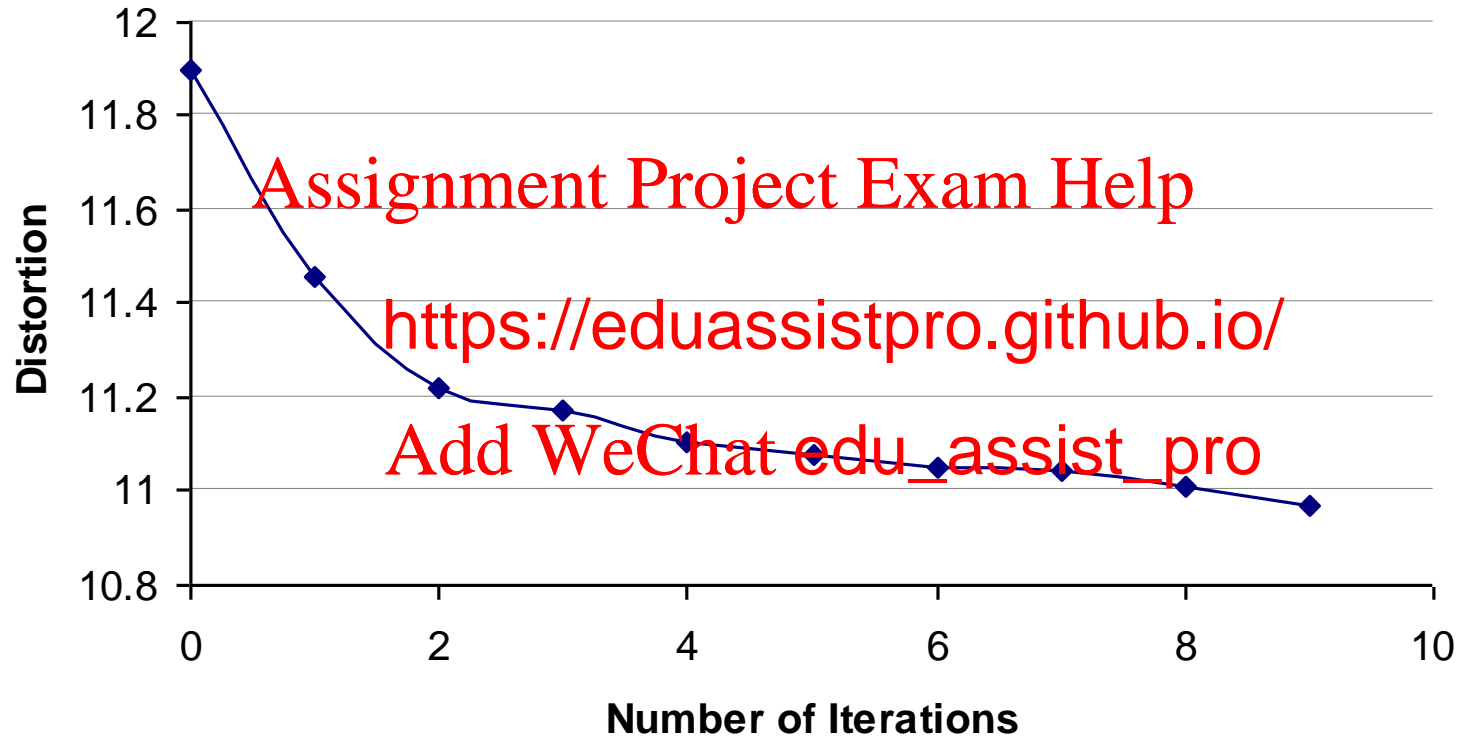 12
11.8
11.6
11.4
11.2
11
10.8
Distortion
Assignment Project Exam Help
https://eduassistpro.github.io/
Add WeChat edu_assist_pro
0 2 4 6 8 10
Number of Iterations